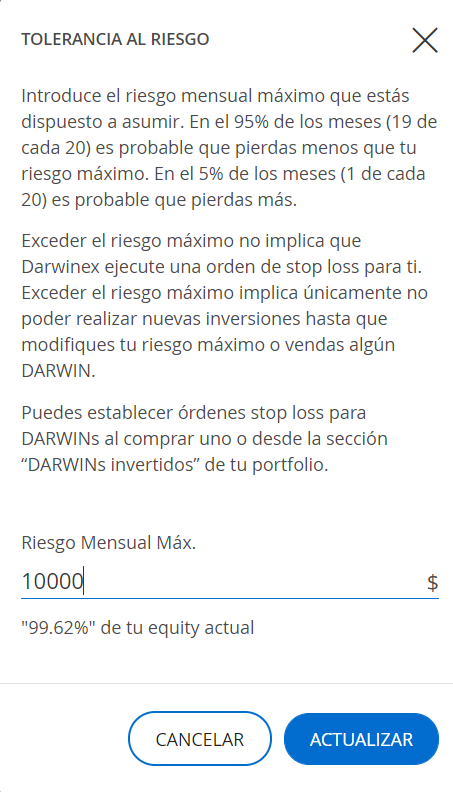 TOLERANCIA AL RIESGO
Introduce el riesgo mensual máximo que estás
dispuesto a asumir. En el 95% de los meses (19 de
cada 20) es probable que pierdas menos que tu
riesgo máximo. En el 5% de los meses (1 de cada
20) es probable que pierdas más.
Exceder el riesgo máximo no implica que
Darwinex ejecute una orden de stop loss para ti.
Exceder el riesgo máximo implica únicamente no
poder realizar nuevas inversiones hasta que
modifiques tu riesgo máximo o vendas algún
DARWIN.
Puedes establecer órdenes stop loss para
DARWINs al comprar uno o desde la sección
“DARWINs invertidos” de tu portfolio.
Riesgo Mensual Máx.
10000 $
"99.62%" de tu equity actual
CANCELAR ACTUALIZAR